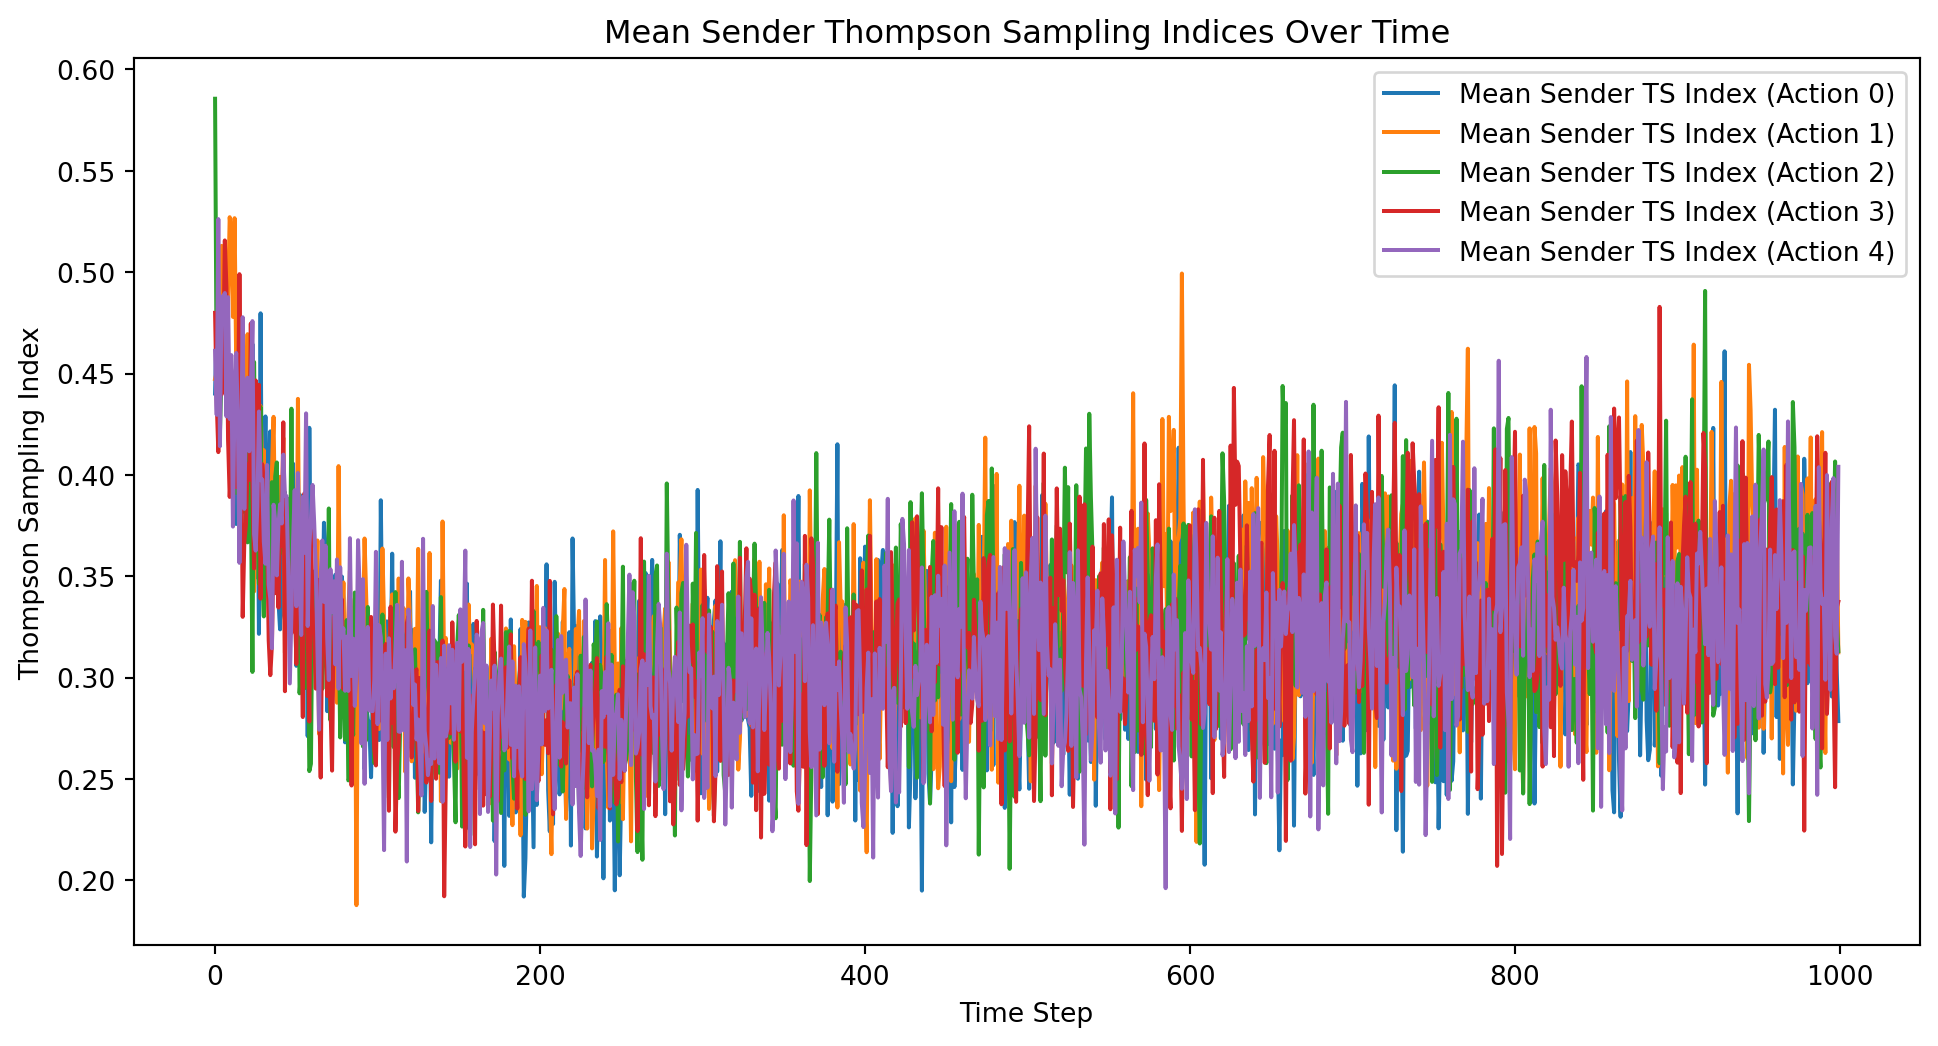 Mean Sender Thompson Sampling Indices Over Time
Mean Sender TS Index (Action 0)
Mean Sender TS Index (Action 1)
Mean Sender TS Index (Action 2)
Mean Sender TS Index (Action 3)
Mean Sender TS Index (Action 4)
Thompson Sampling Index
0.60
0.55
0.50
0.45
0.40
0.35
0.30
0.25
0.20
0 200 400 600 800 1000
Time Step